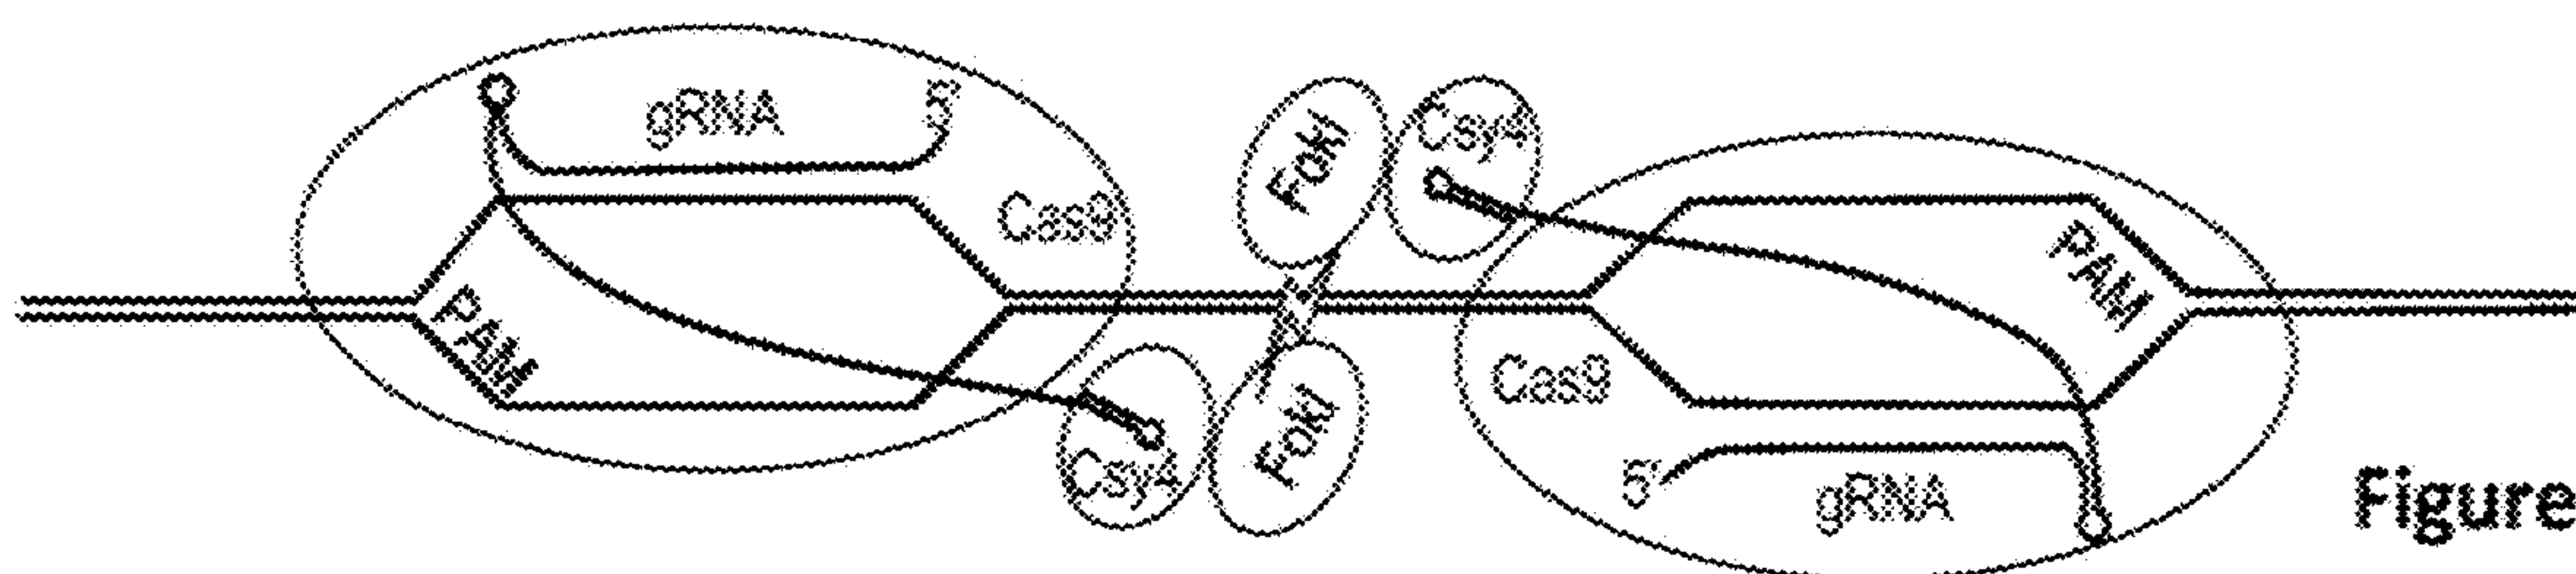 gRNA
5'
Cas9
PAM
FokI
Csy4
Csy4
FokI
PAM
Cas9
5'
gRNA
Figure